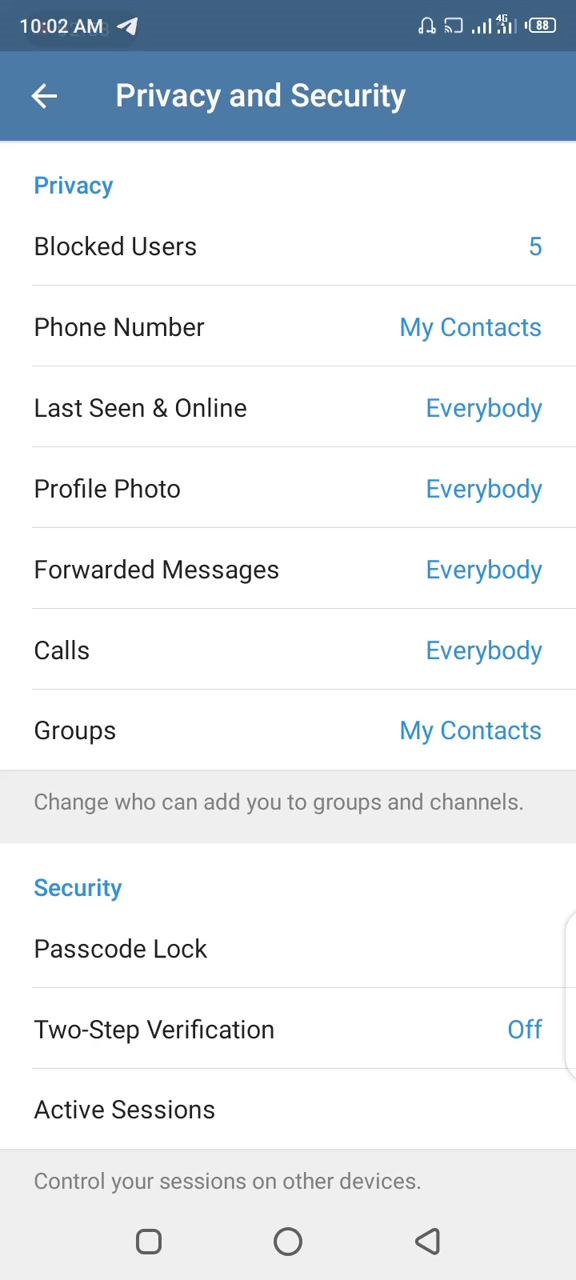 10:02 AM
4G
88
Privacy and Security
Privacy
Blocked Users 5
Phone Number My Contacts
Last Seen & Online Everybody
Profile Photo Everybody
Forwarded Messages Everybody
Calls Everybody
Groups My Contacts
Change who can add you to groups and channels.
Security
Passcode Lock
Two-Step Verification Off
Active Sessions
Control your sessions on other devices.